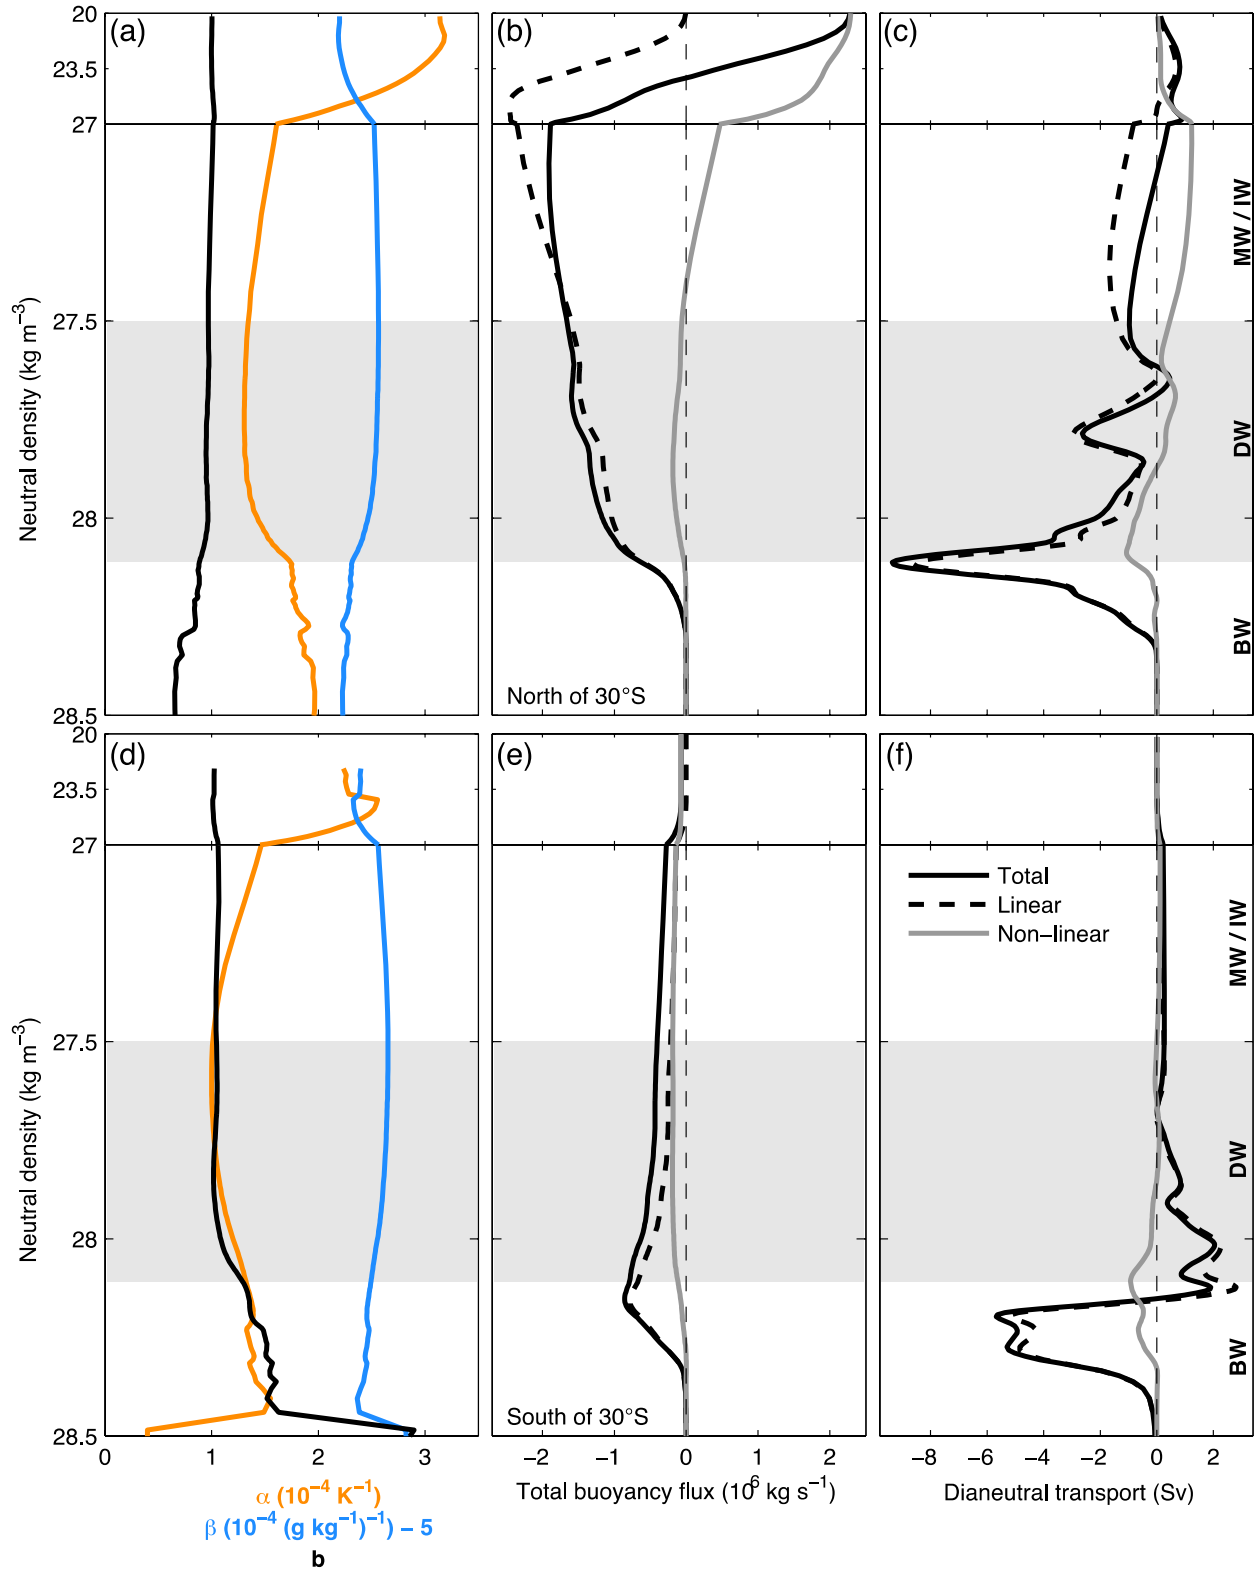 (a)
(b)
(c)
20
23.5
27
27.5
28
28.5
Neutral density (kg m⁻³)
North of 30°S
MW / IW
DW
BW
(d)
(e)
(f)
20
23.5
27
27.5
28
28.5
Neutral density (kg m⁻³)
Total
Linear
Non−linear
South of 30°S
MW / IW
DW
BW
0 1 2 3
−2 −1 0 1 2
−8 −6 −4 −2 0 2
α (10⁻⁴ K⁻¹)
β (10⁻⁴ (g kg⁻¹)⁻¹) − 5
b
Total buoyancy flux (10⁶ kg s⁻¹)
Dianeutral transport (Sv)